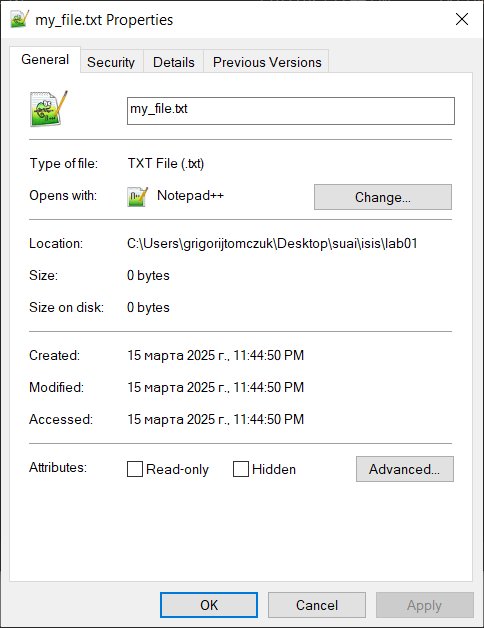 my_file.txt Properties
General Security Details Previous Versions
my_file.txt
Type of file: TXT File (.txt)
Opens with: Notepad++ Change...
Location: C:\Users\grigorijtomczuk\Desktop\suai\isis\lab01
Size: 0 bytes
Size on disk: 0 bytes
Created: 15 марта 2025 г., 11:44:50 PM
Modified: 15 марта 2025 г., 11:44:50 PM
Accessed: 15 марта 2025 г., 11:44:50 PM
Attributes: Read-only Hidden Advanced...
OK Cancel Apply